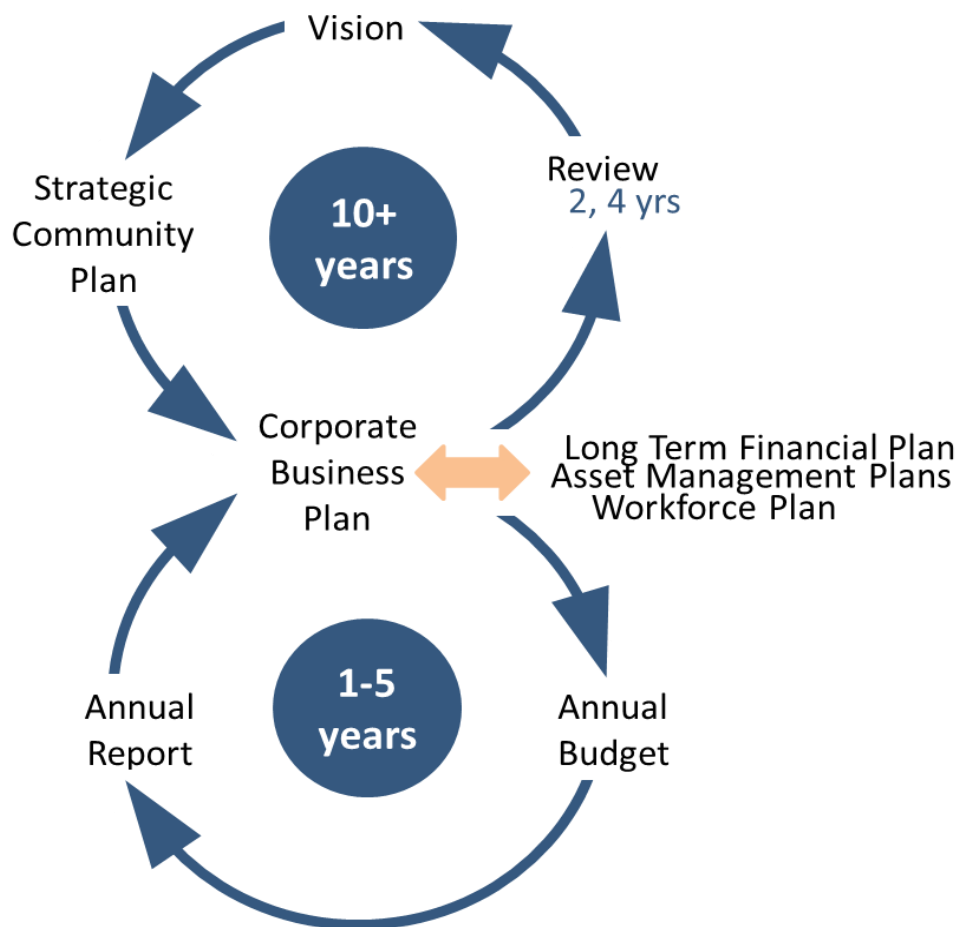 Vision
Review
2, 4 yrs
Strategic
Community
Plan
10+
years
Corporate
Business
Plan
Long Term Financial Plan
Asset Management Plans
Workforce Plan
1-5
years
Annual
Report
Annual
Budget